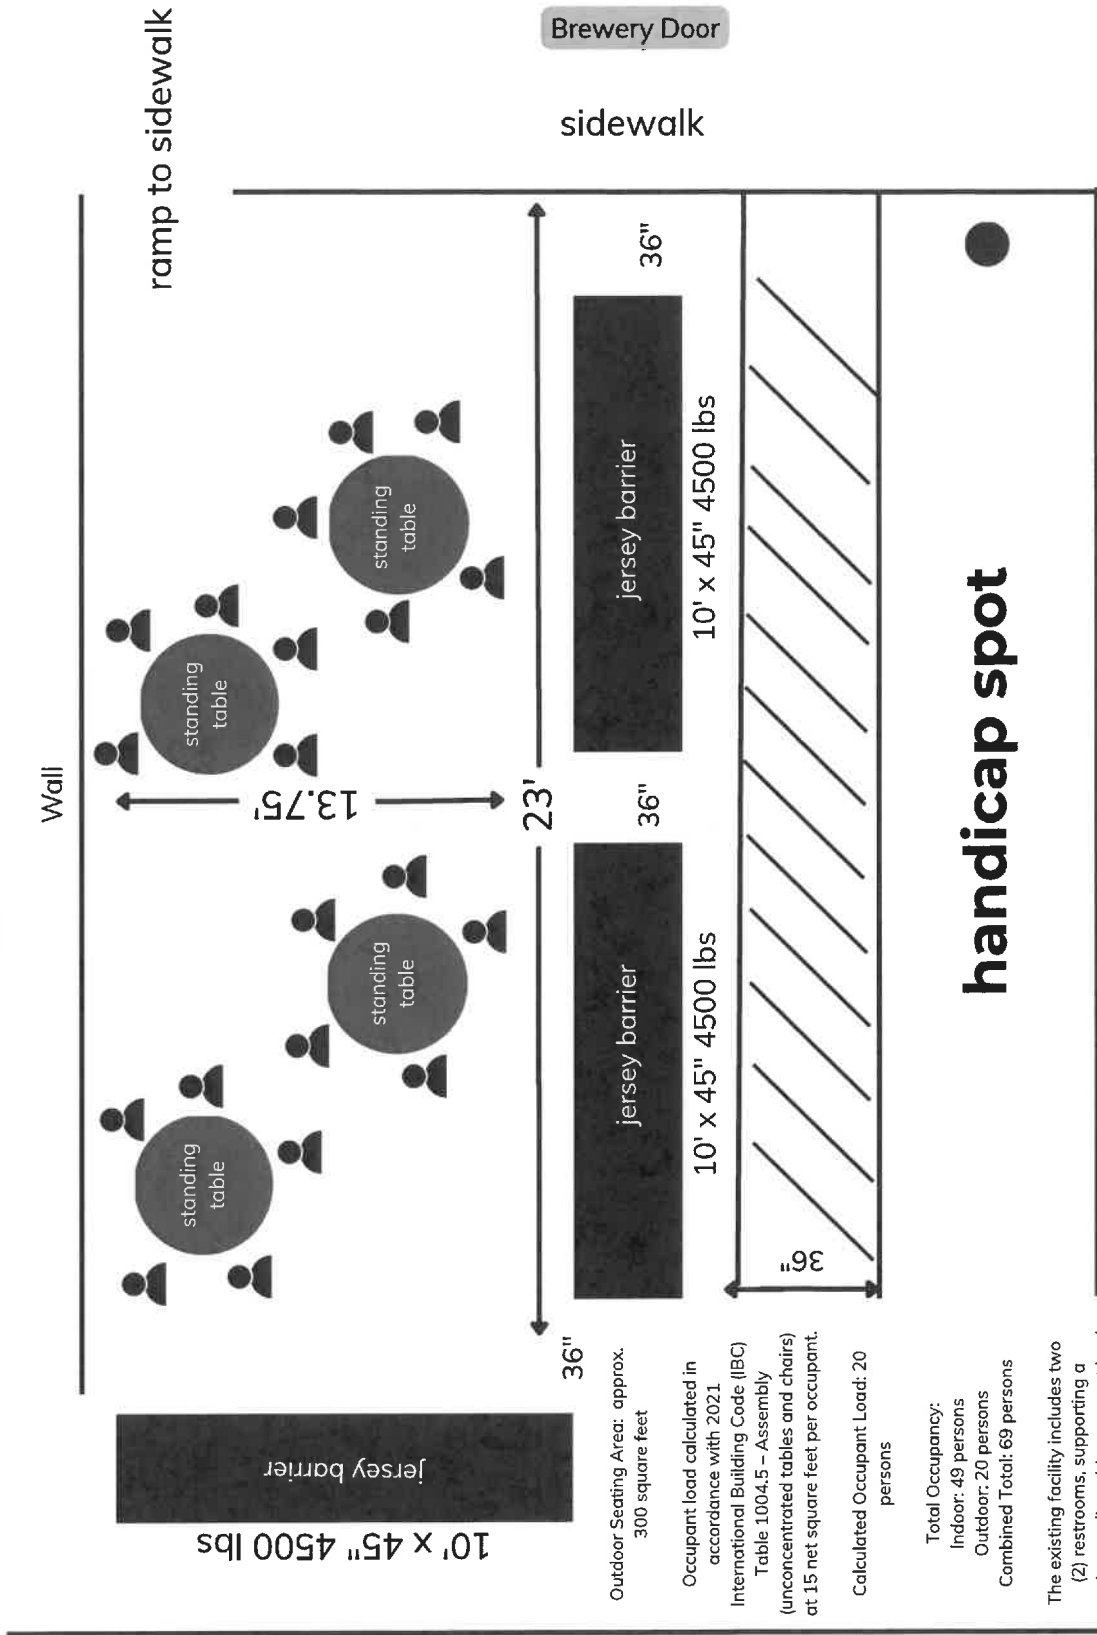 Brewery Door
sidewalk
ramp to sidewalk
Wall
standing
table
standing
table
standing
table
standing
table
13.75'
23'
36"
36"
36"
36"
jersey barrier
10' x 45" 4500 lbs
jersey barrier
10' x 45" 4500 lbs
jersey barrier
10' x 45" 4500 lbs
handicap spot
Outdoor Seating Area: approx.
300 square feet
Occupant load calculated in
accordance with 2021
International Building Code (IBC)
Table 1004.5 – Assembly
(unconcentrated tables and chairs)
at 15 net square feet per occupant.
Calculated Occupant Load: 20
persons
Total Occupancy:
Indoor: 49 persons
Outdoor: 20 persons
Combined Total: 69 persons
The existing facility includes two
(2) restrooms, supporting a